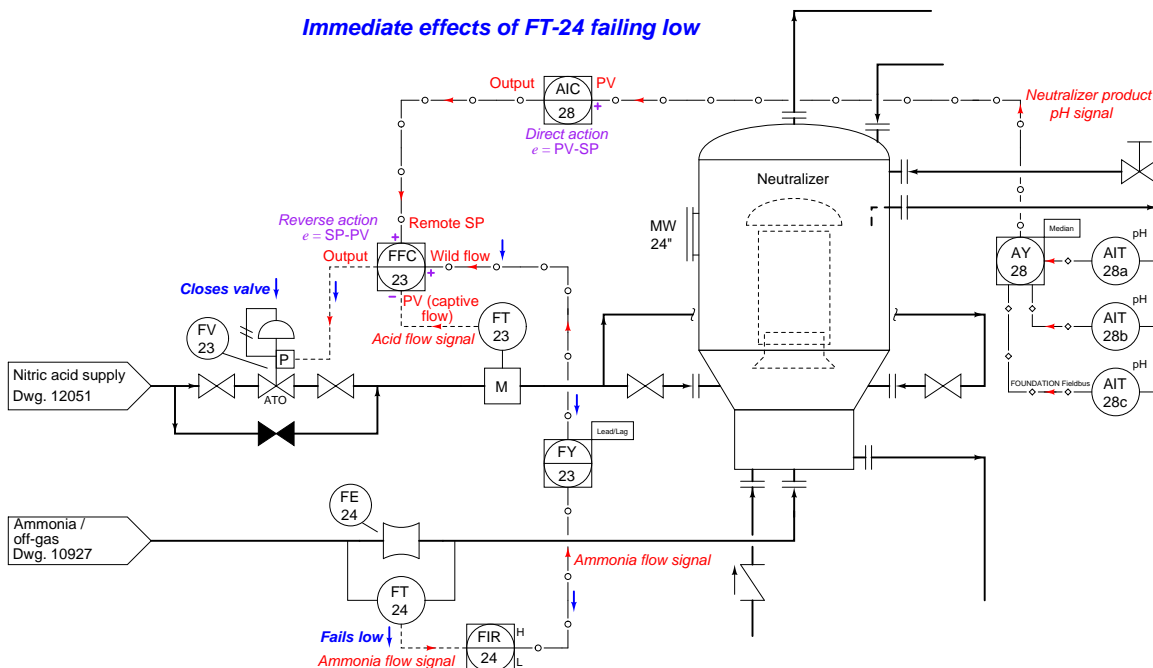 Immediate effects of FT-24 failing low
Output
AIC
28
PV
+
Direct action
e = PV-SP
Neutralizer product
pH signal
Neutralizer
MW
24"
Reverse action
e = SP-PV
+
Remote SP
Output
FFC
23
Wild flow
+
−
PV (captive
flow)
Closes valve
FV
23
P
ATO
FT
23
Acid flow signal
M
Nitric acid supply
Dwg. 12051
Median
AY
28
pH
AIT
28a
pH
AIT
28b
pH
AIT
28c
FOUNDATION Fieldbus
Lead/Lag
FY
23
FE
24
Ammonia /
off-gas
Dwg. 10927
Ammonia flow signal
FT
24
Fails low
Ammonia flow signal
FIR
24
H
L